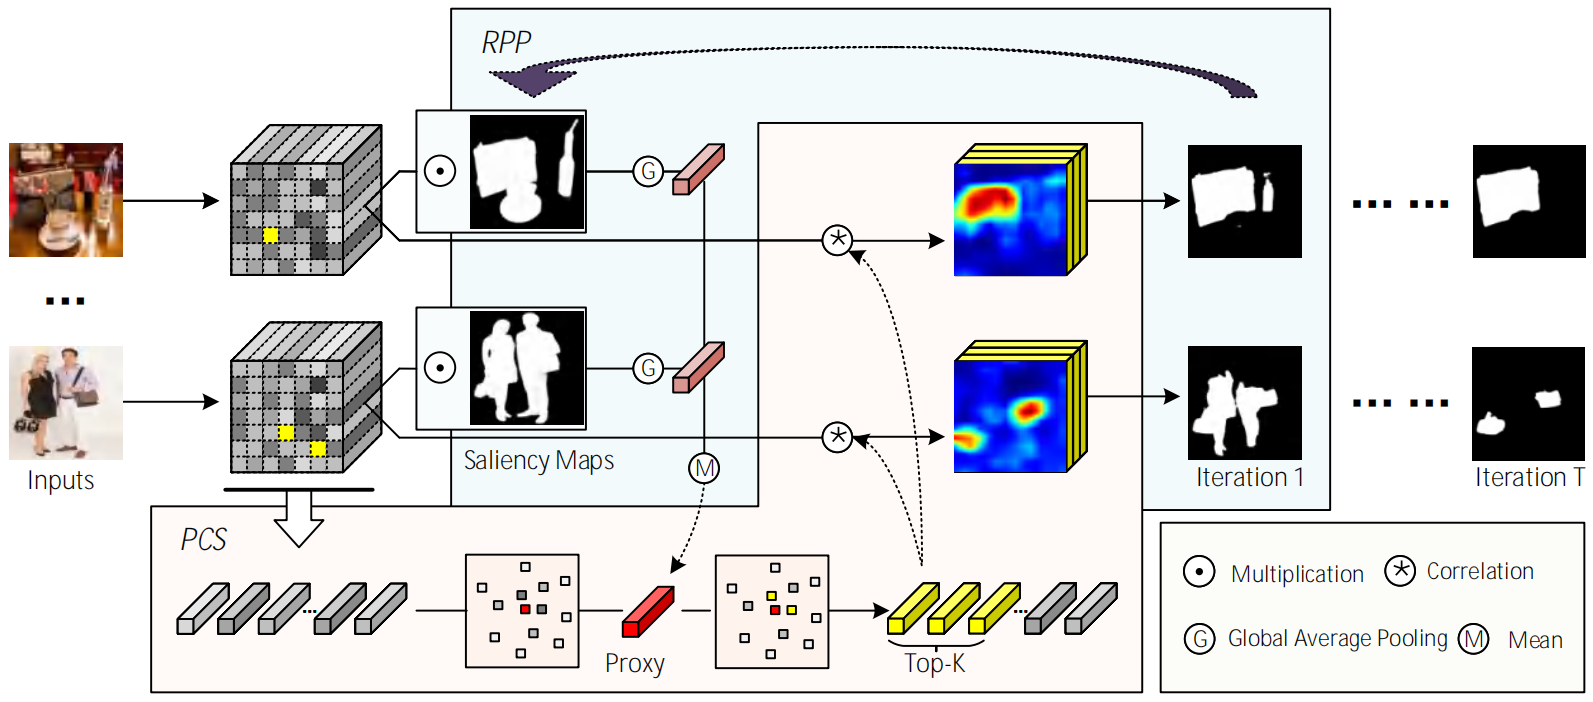 RPP
G
*
...
... ...
G
*
Saliency Maps
M
Inputs
Iteration 1
Iteration T
... ...
PCS
...
Proxy
...
Top-K
Multiplication
* Correlation
G Global Average Pooling
M Mean